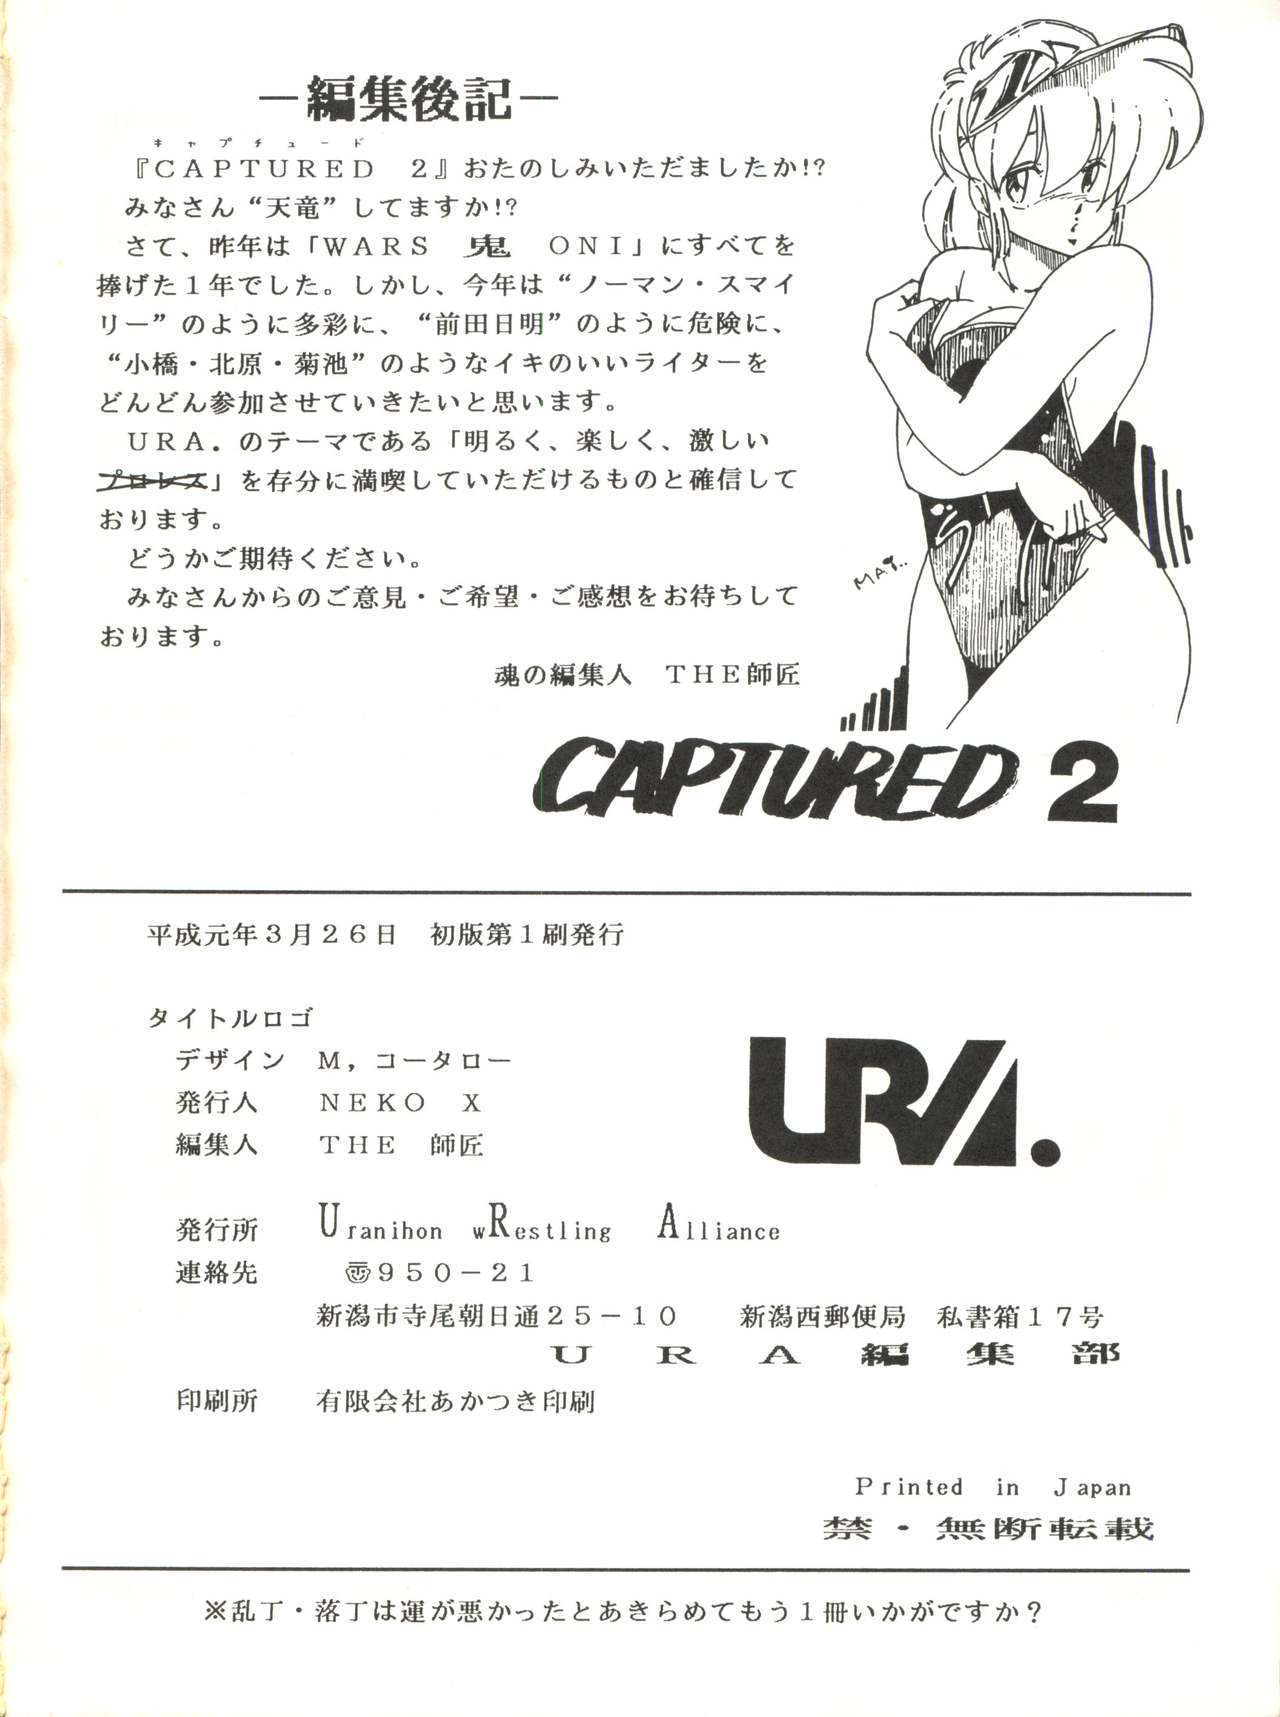 －編集後記－
キャプチュード
『ＣＡＰＴＵＲＥＤ　２』おたのしみいただましたか!?
みなさん“天竜”してますか!?
さて、昨年は「ＷＡＲＳ　鬼　ＯＮＩ」にすべてを
捧げた１年でした。しかし、今年は“ノーマン・スマイ
リー”のように多彩に、“前田日明”のように危険に、
“小橋・北原・菊池”のようなイキのいいライターを
どんどん参加させていきたいと思います。
ＵＲＡ．のテーマである「明るく、楽しく、激しい
プロレス」を存分に満喫していただけるものと確信して
おります。
どうかご期待ください。
みなさんからのご意見・ご希望・ご感想をお待ちして
おります。
魂の編集人　ＴＨＥ師匠
MAI..
CAPTURED 2
平成元年３月２６日　初版第１刷発行
タイトルロゴ
デザイン　Ｍ，コータロー
発行人　ＮＥＫＯ　Ｘ
編集人　ＴＨＥ　師匠
URA.
発行所　Uranihon　wRestling　Alliance
連絡先　〠９５０－２１
新潟市寺尾朝日通２５－１０　新潟西郵便局　私書箱１７号
ＵＲＡ編集部
印刷所　有限会社あかつき印刷
Printed　in　Japan
禁・無断転載
※乱丁・落丁は運が悪かったとあきらめてもう１冊いかがですか？